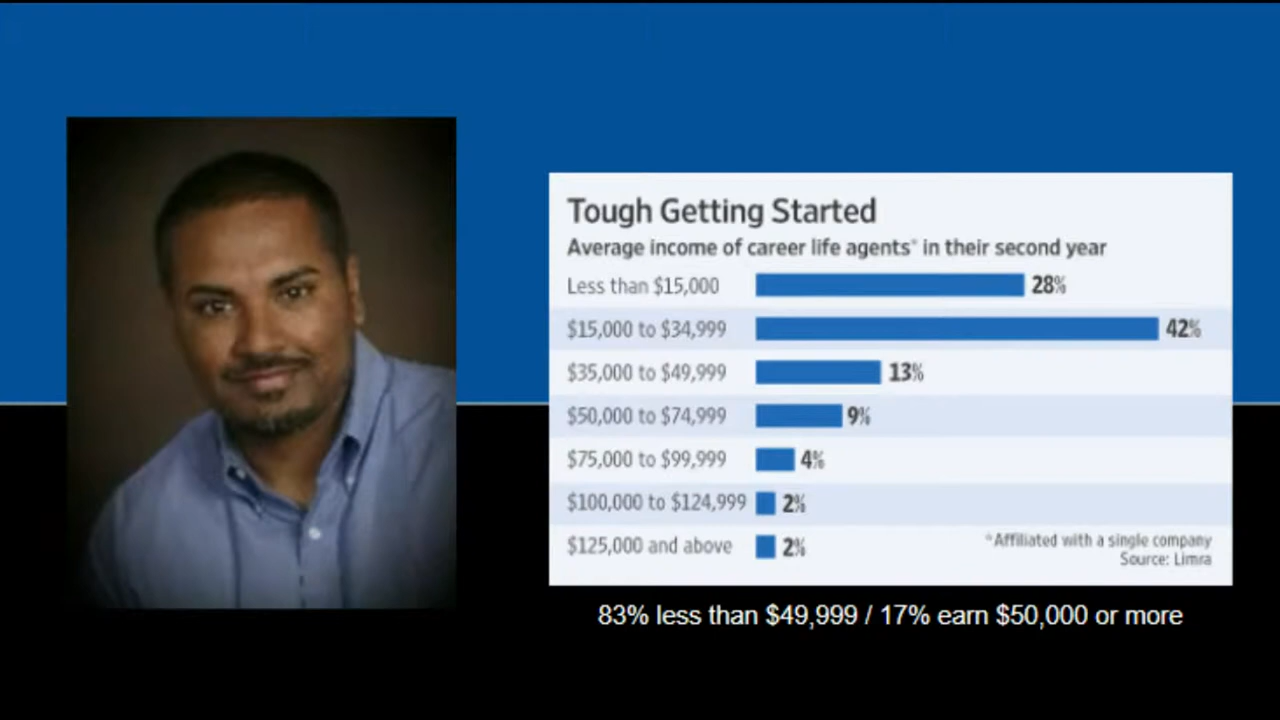 Tough Getting Started
Average income of career life agents* in their second year
Less than $15,000 28%
$15,000 to $34,999 42%
$35,000 to $49,999 13%
$50,000 to $74,999 9%
$75,000 to $99,999 4%
$100,000 to $124,999 2%
$125,000 and above 2%
*Affiliated with a single company
Source: Limra
83% less than $49,999 / 17% earn $50,000 or more